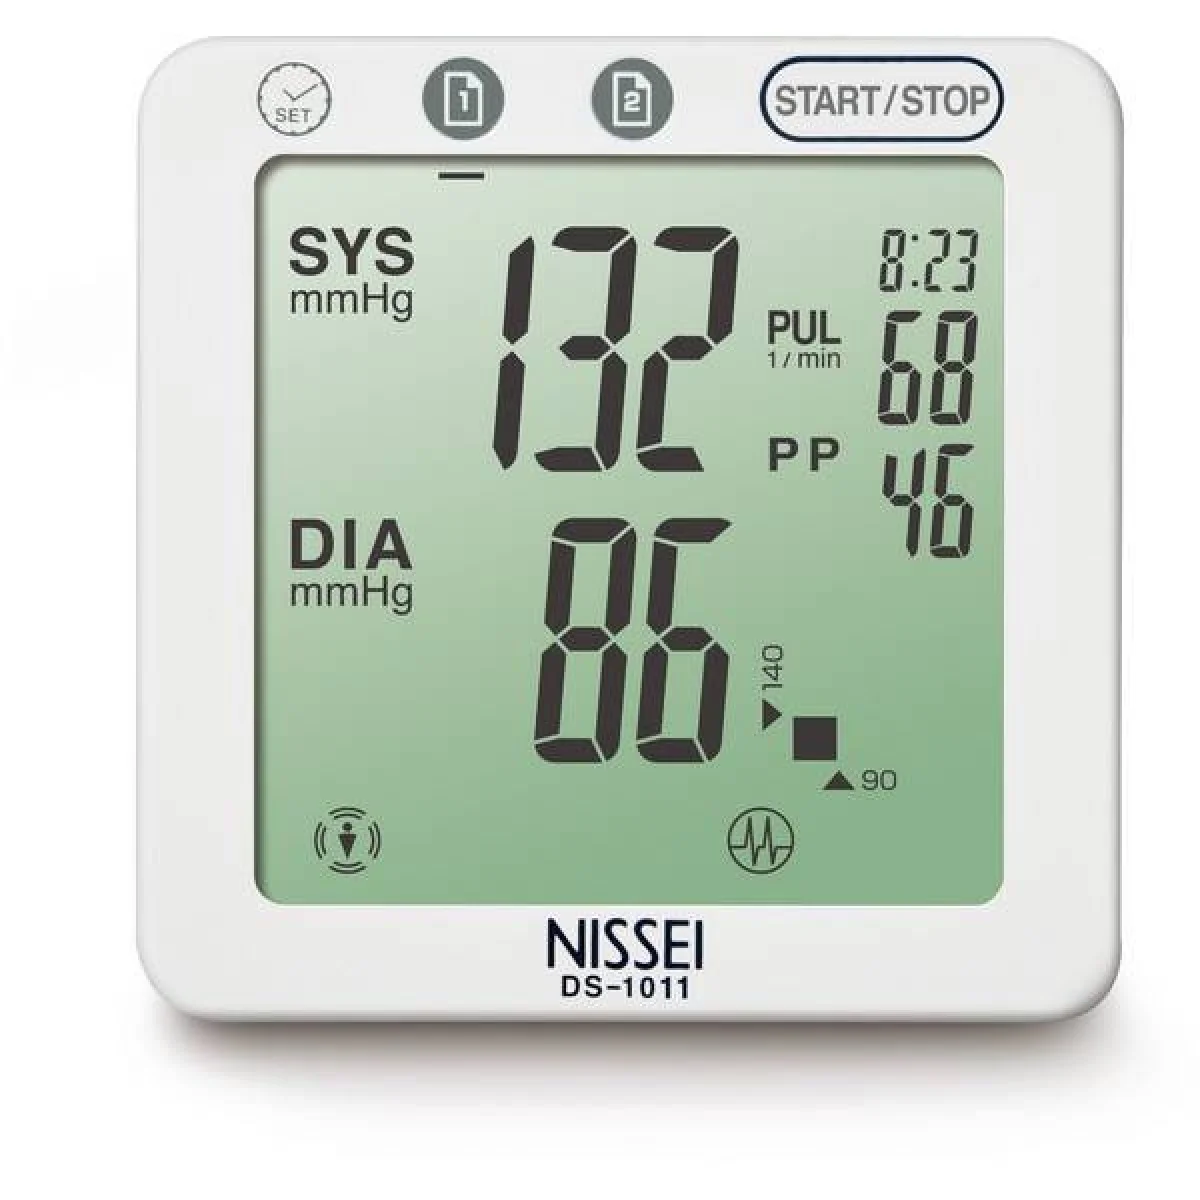 SET
1
2
START/STOP
SYS
mmHg
132
8:23
PUL
1/min
68
PP
46
DIA
mmHg
86
140
90
NISSEI
DS-1011